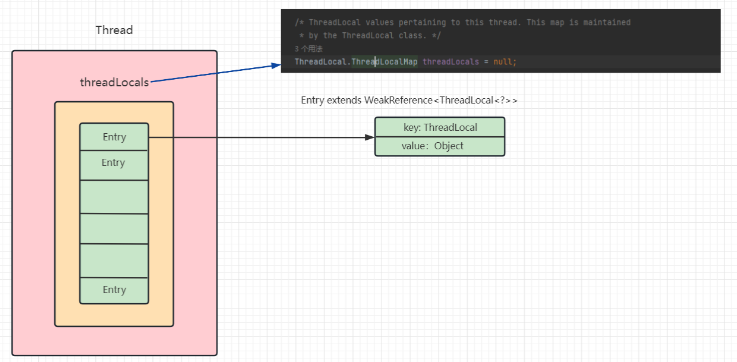 Thread
/* ThreadLocal values pertaining to this thread. This map is maintained
 * by the ThreadLocal class. */
3 个用法
ThreadLocal.ThreadLocalMap threadLocals = null;
threadLocals
Entry extends WeakReference<ThreadLocal<?>>
Entry
key: ThreadLocal
value: Object
Entry
Entry